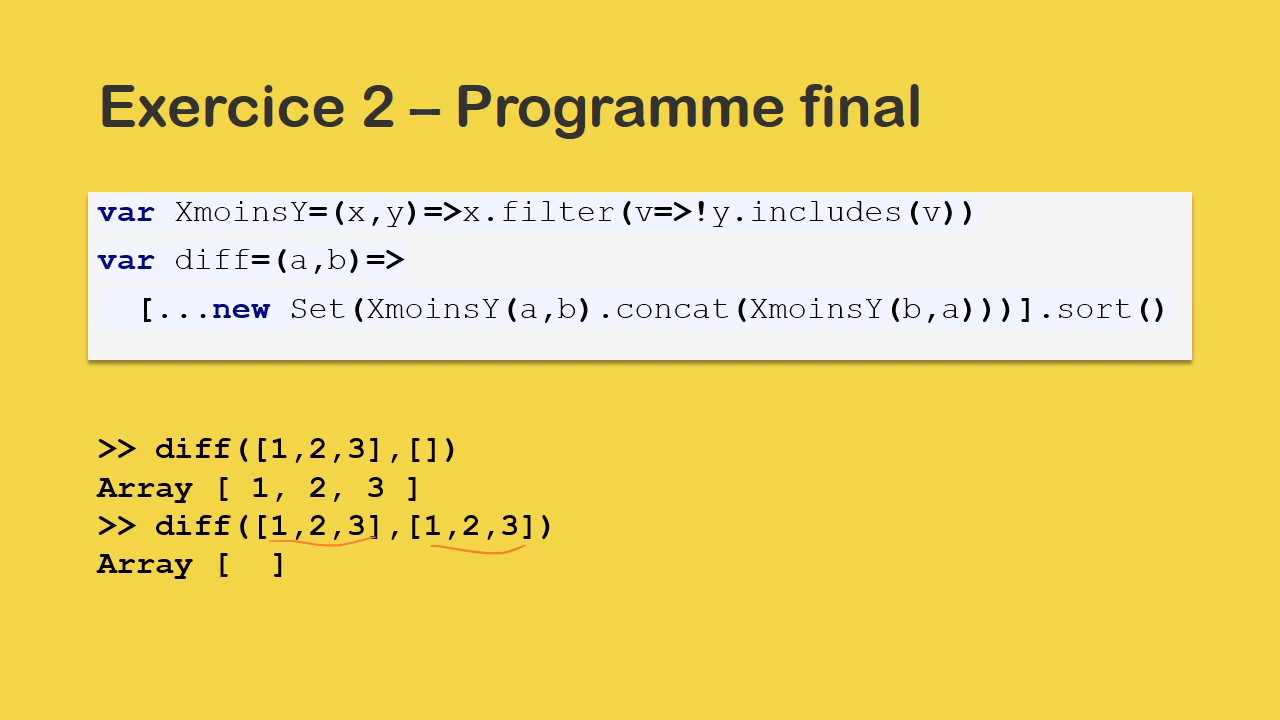 Exercice 2 – Programme final
var XmoinsY=(x,y)=>x.filter(v=>!y.includes(v))
var diff=(a,b)=>
[...new Set(XmoinsY(a,b).concat(XmoinsY(b,a)))].sort()
>> diff([1,2,3],[])
Array [ 1, 2, 3 ]
>> diff([1,2,3],[1,2,3])
Array [  ]